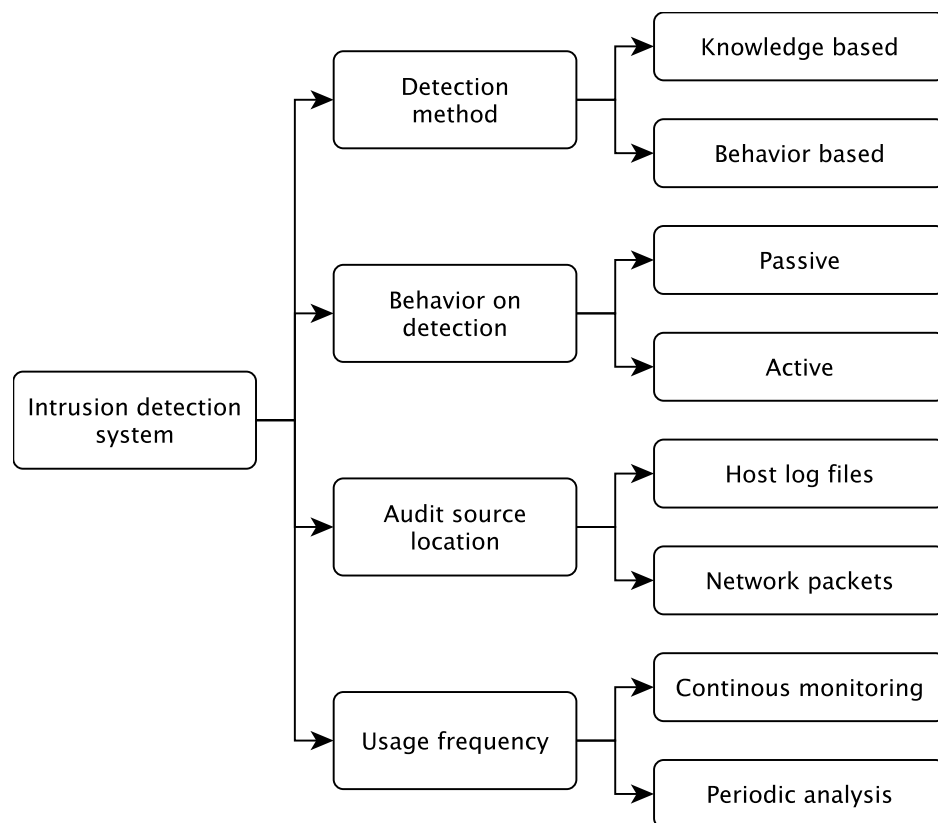 Intrusion detection
system
Detection
method
Knowledge based
Behavior based
Behavior on
detection
Passive
Active
Audit source
location
Host log files
Network packets
Usage frequency
Continous monitoring
Periodic analysis